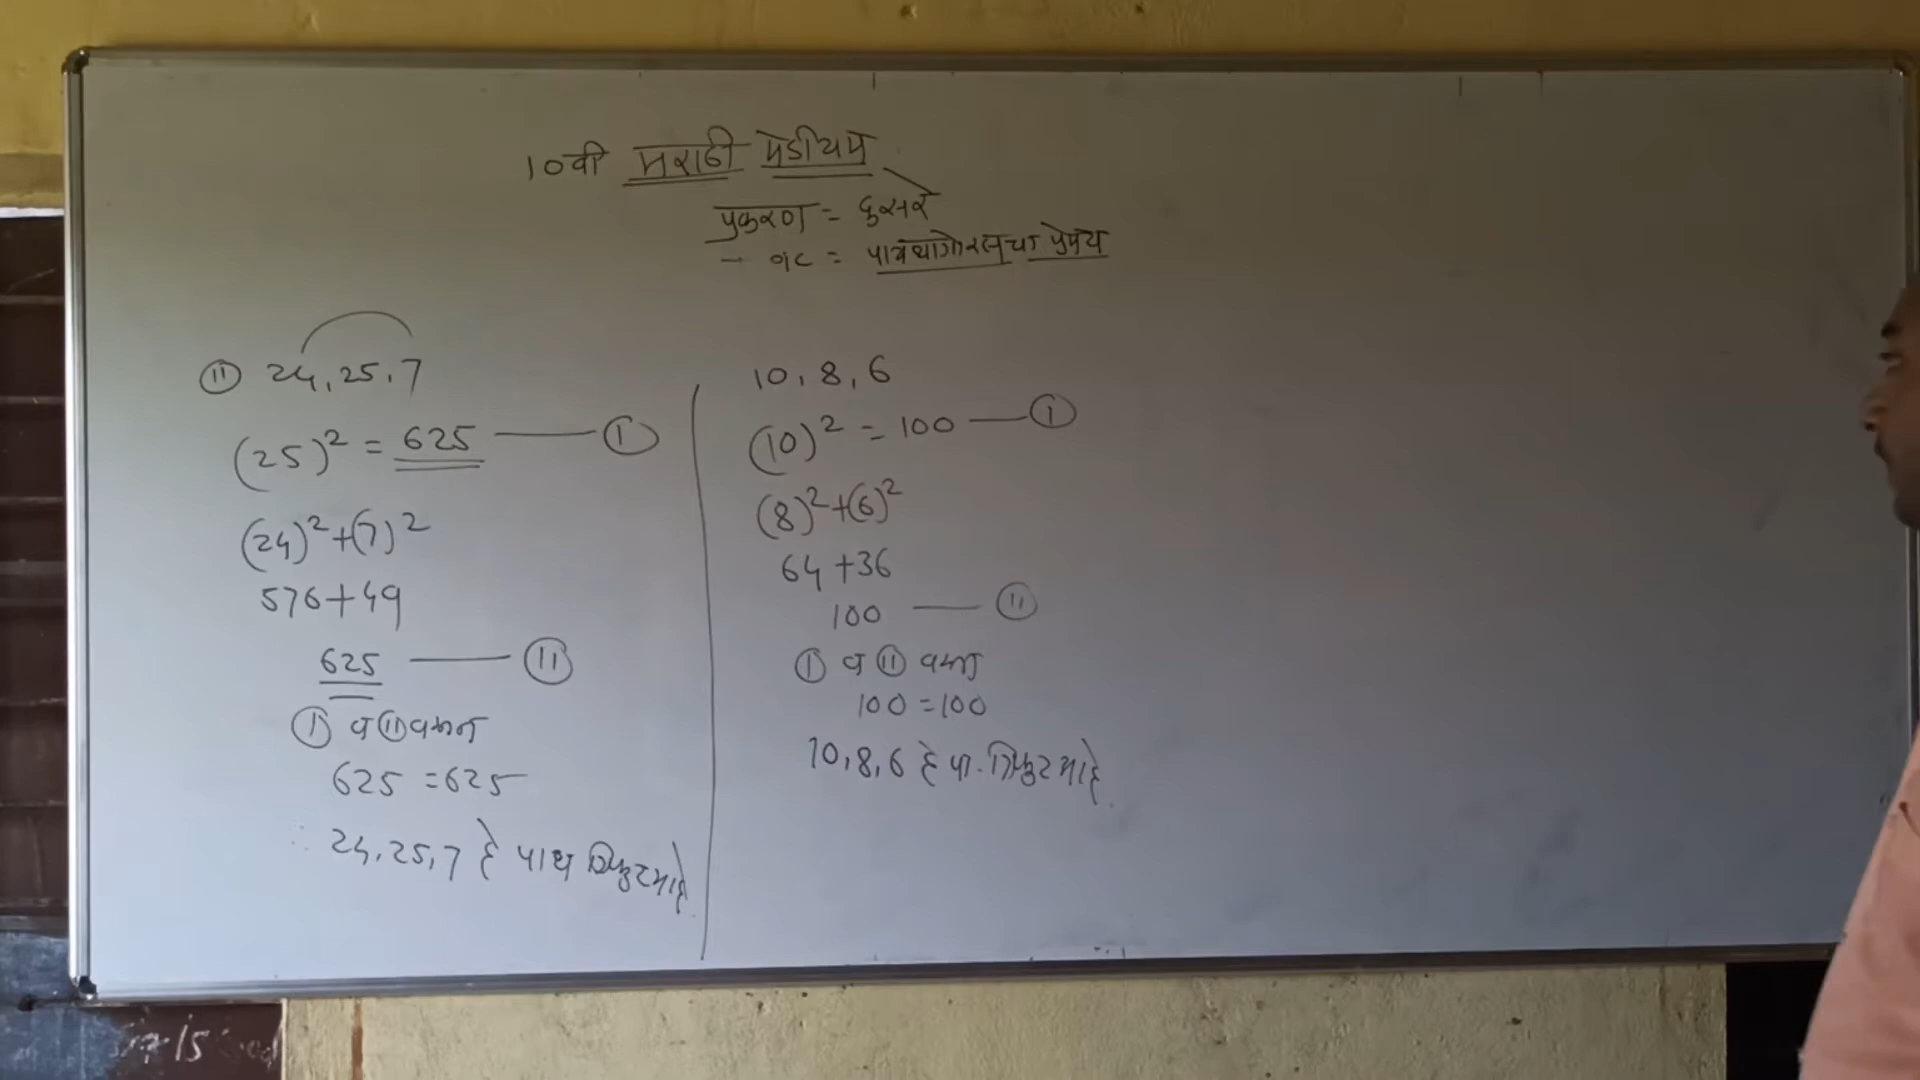 10वी मराठी मेडीयम
प्रकरण = दुसरे
पायथागोरसचा प्रमेय
(II) 24, 25, 7
(25)² = 625 —— (I)
(24)² + (7)²
576 + 49
625 —— (II)
(I) व (II) वरून
625 = 625
∴ 24, 25, 7 हे पाय त्रिकुट आहे.
10, 8, 6
(10)² = 100 —— (I)
(8)² + (6)²
64 + 36
100 —— (II)
(I) व (II) वरून
100 = 100
10, 8, 6 हे पा. त्रिकुट आहे.